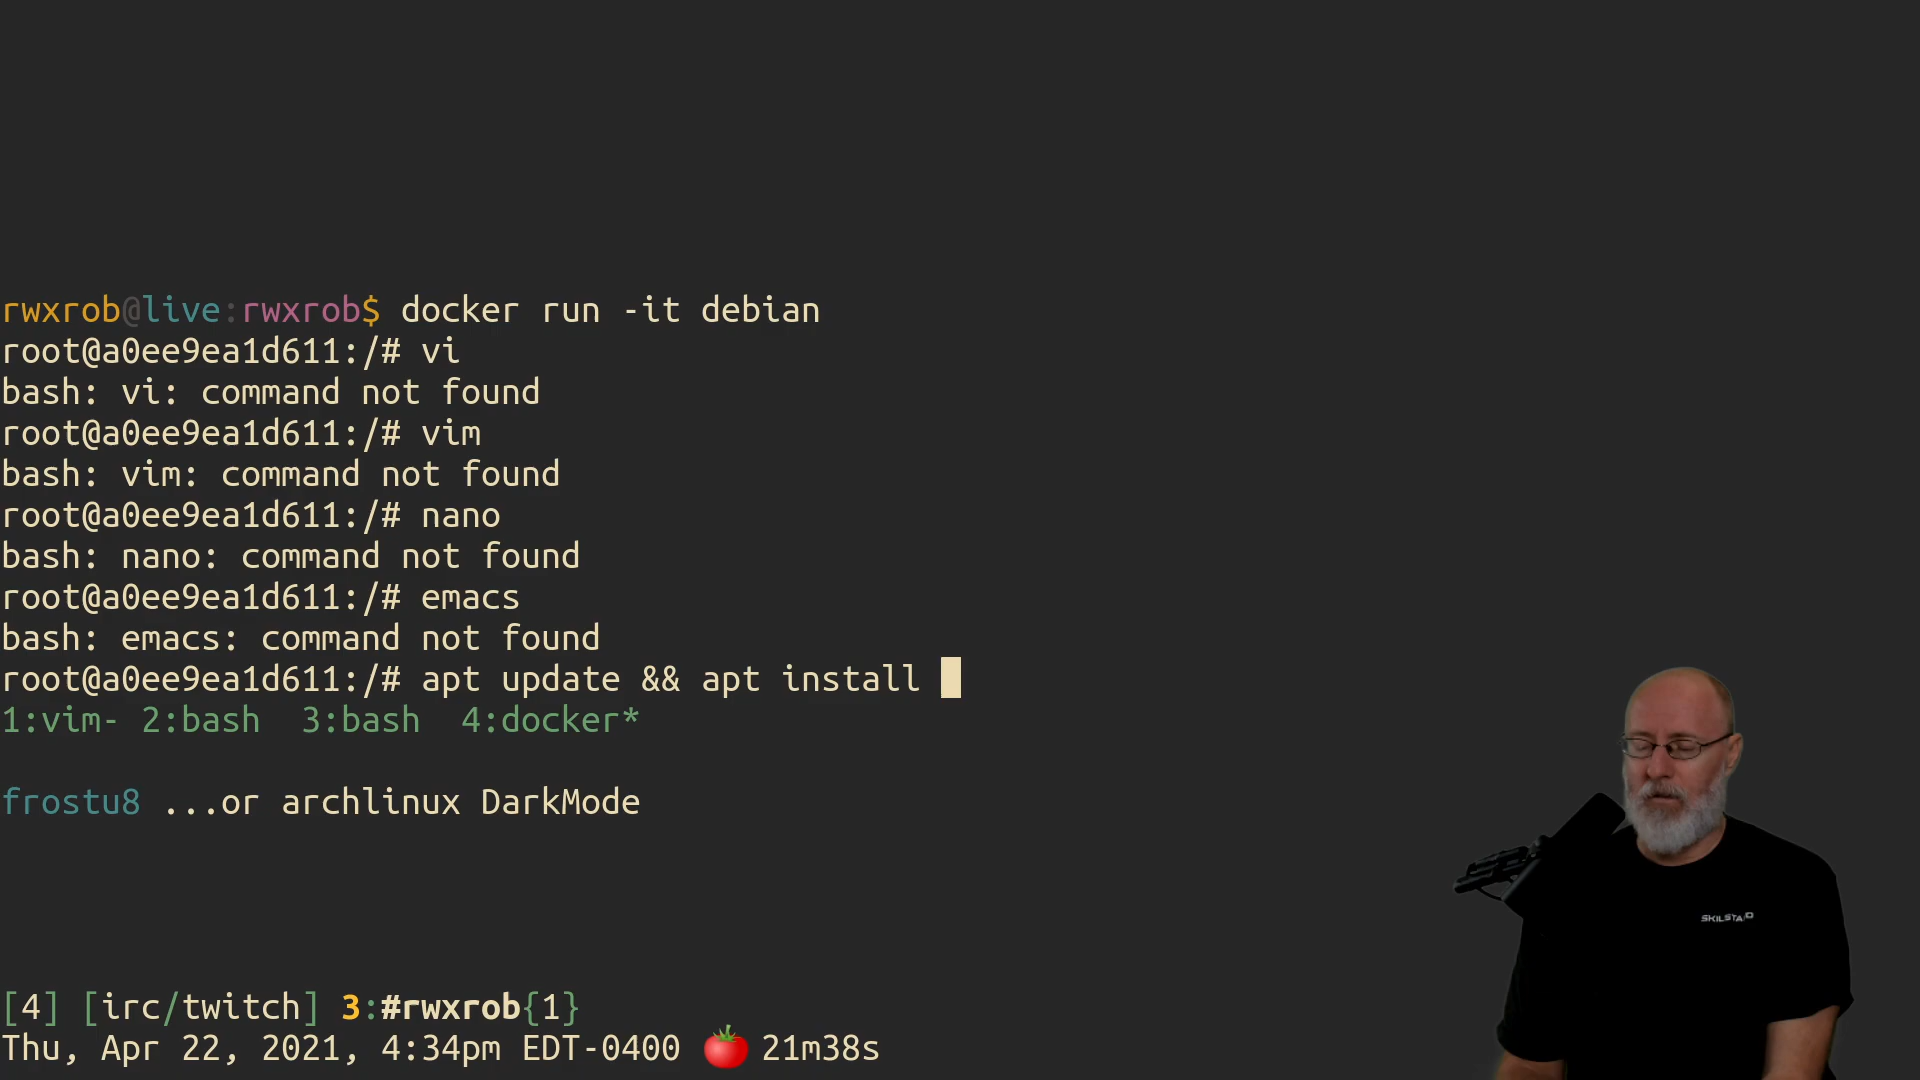 rwxrob@live:rwxrob$ docker run -it debian
root@a0ee9ea1d611:/# vi
bash: vi: command not found
root@a0ee9ea1d611:/# vim
bash: vim: command not found
root@a0ee9ea1d611:/# nano
bash: nano: command not found
root@a0ee9ea1d611:/# emacs
bash: emacs: command not found
root@a0ee9ea1d611:/# apt update && apt install
1:vim- 2:bash  3:bash  4:docker*
frostu8 ...or archlinux DarkMode
SKILSTAK
[4] [irc/twitch] 3:#rwxrob{1}
Thu, Apr 22, 2021, 4:34pm EDT-0400 🍅 21m38s